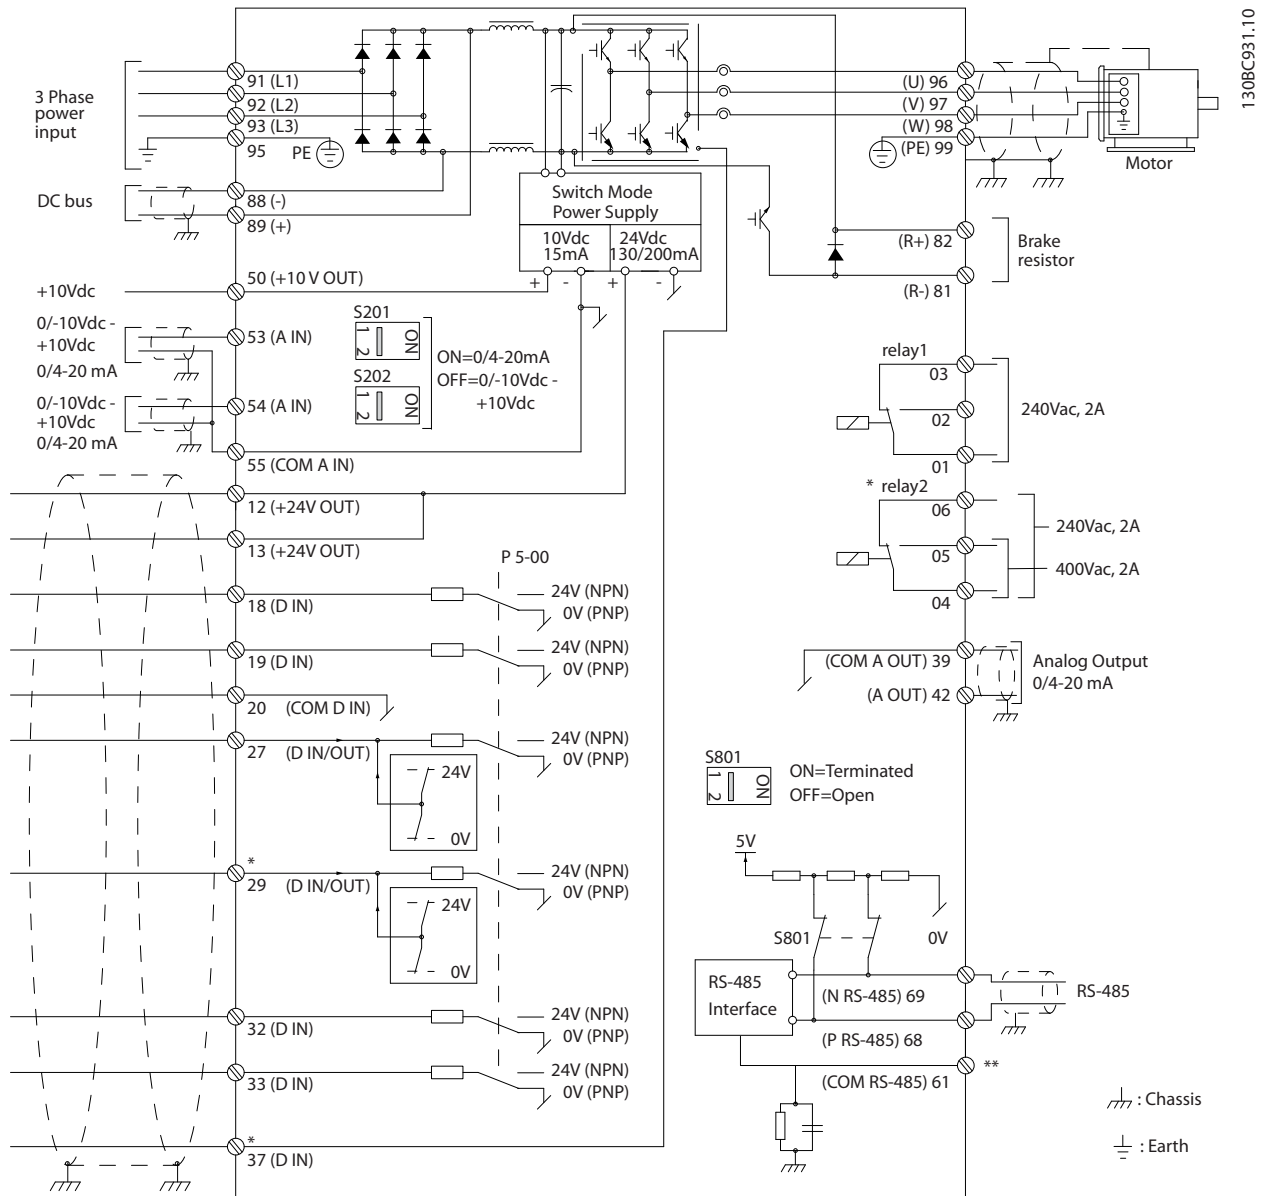 130BC931.10
3 Phase
power
input
91 (L1)
92 (L2)
93 (L3)
95
PE
DC bus
88 (-)
89 (+)
Switch Mode
Power Supply
10Vdc
15mA
24Vdc
130/200mA
+ - + -
(U) 96
(V) 97
(W) 98
(PE) 99
Motor
(R+) 82
(R-) 81
Brake
resistor
+10Vdc
50 (+10 V OUT)
0/-10Vdc -
+10Vdc
0/4-20 mA
53 (A IN)
0/-10Vdc -
+10Vdc
0/4-20 mA
54 (A IN)
55 (COM A IN)
S201
1 2
ON
S202
1 2
ON
ON=0/4-20mA
OFF=0/-10Vdc -
+10Vdc
relay1
03
02
01
240Vac, 2A
* relay2
06
05
04
240Vac, 2A
400Vac, 2A
12 (+24V OUT)
13 (+24V OUT)
P 5-00
18 (D IN)
24V (NPN)
0V (PNP)
19 (D IN)
24V (NPN)
0V (PNP)
20 (COM D IN)
27 (D IN/OUT)
24V (NPN)
0V (PNP)
24V
0V
*
29 (D IN/OUT)
24V (NPN)
0V (PNP)
24V
0V
32 (D IN)
24V (NPN)
0V (PNP)
33 (D IN)
24V (NPN)
0V (PNP)
*
37 (D IN)
(COM A OUT) 39
(A OUT) 42
Analog Output
0/4-20 mA
S801
1 2
ON
ON=Terminated
OFF=Open
5V
S801
0V
RS-485
Interface
(N RS-485) 69
(P RS-485) 68
(COM RS-485) 61
RS-485
**
: Chassis
: Earth